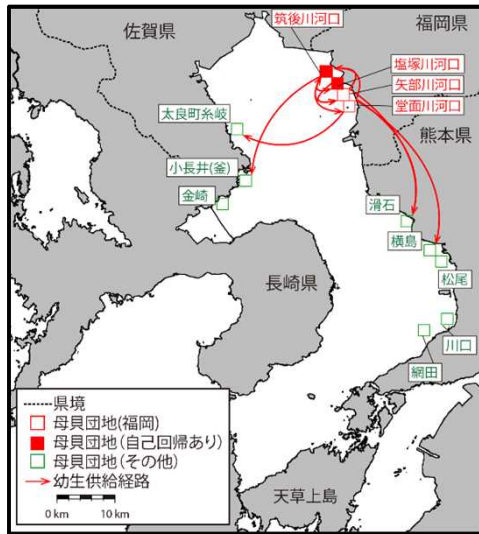 筑後川河口
福岡県
佐賀県
塩塚川河口
矢部川河口
堂面川河口
太良町糸岐
熊本県
小長井(釜)
金崎
滑石
横島
長崎県
松尾
川口
網田
県境
母貝団地(福岡)
母貝団地(自己回帰あり)
母貝団地(その他)
幼生供給経路
0 km 10 km
天草上島